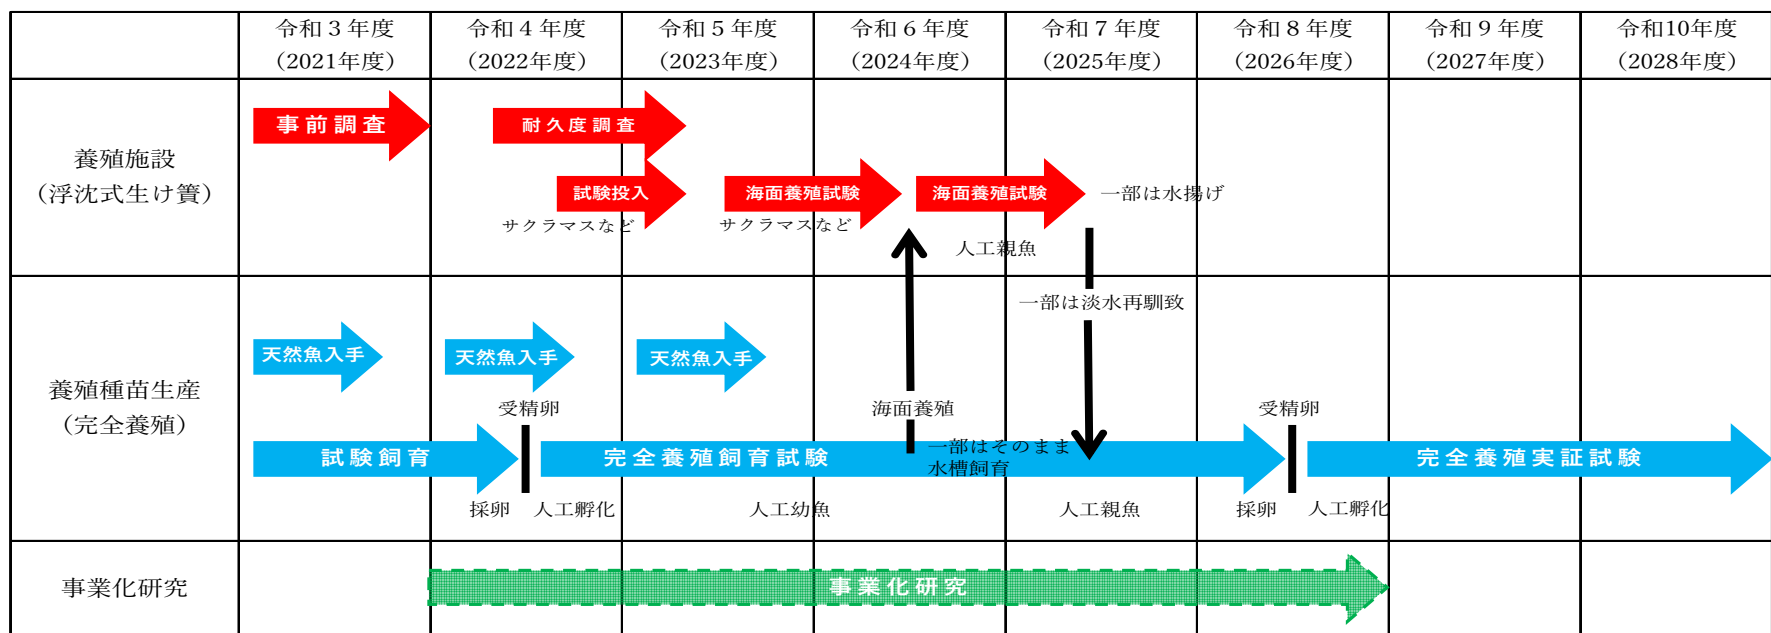 令和３年度
（2021年度）
令和４年度
（2022年度）
令和５年度
（2023年度）
令和６年度
（2024年度）
令和７年度
（2025年度）
令和８年度
（2026年度）
令和９年度
（2027年度）
令和10年度
（2028年度）
養殖施設
（浮沈式生け簀）
事前調査
耐久度調査
試験投入
サクラマスなど
海面養殖試験
サクラマスなど
海面養殖試験
一部は水揚げ
人工親魚
一部は淡水再馴致
養殖種苗生産
（完全養殖）
天然魚入手
天然魚入手
天然魚入手
受精卵
海面養殖
受精卵
試験飼育
完全養殖飼育試験
一部はそのまま
水槽飼育
完全養殖実証試験
採卵
人工孵化
人工幼魚
人工親魚
採卵
人工孵化
事業化研究
事業化研究